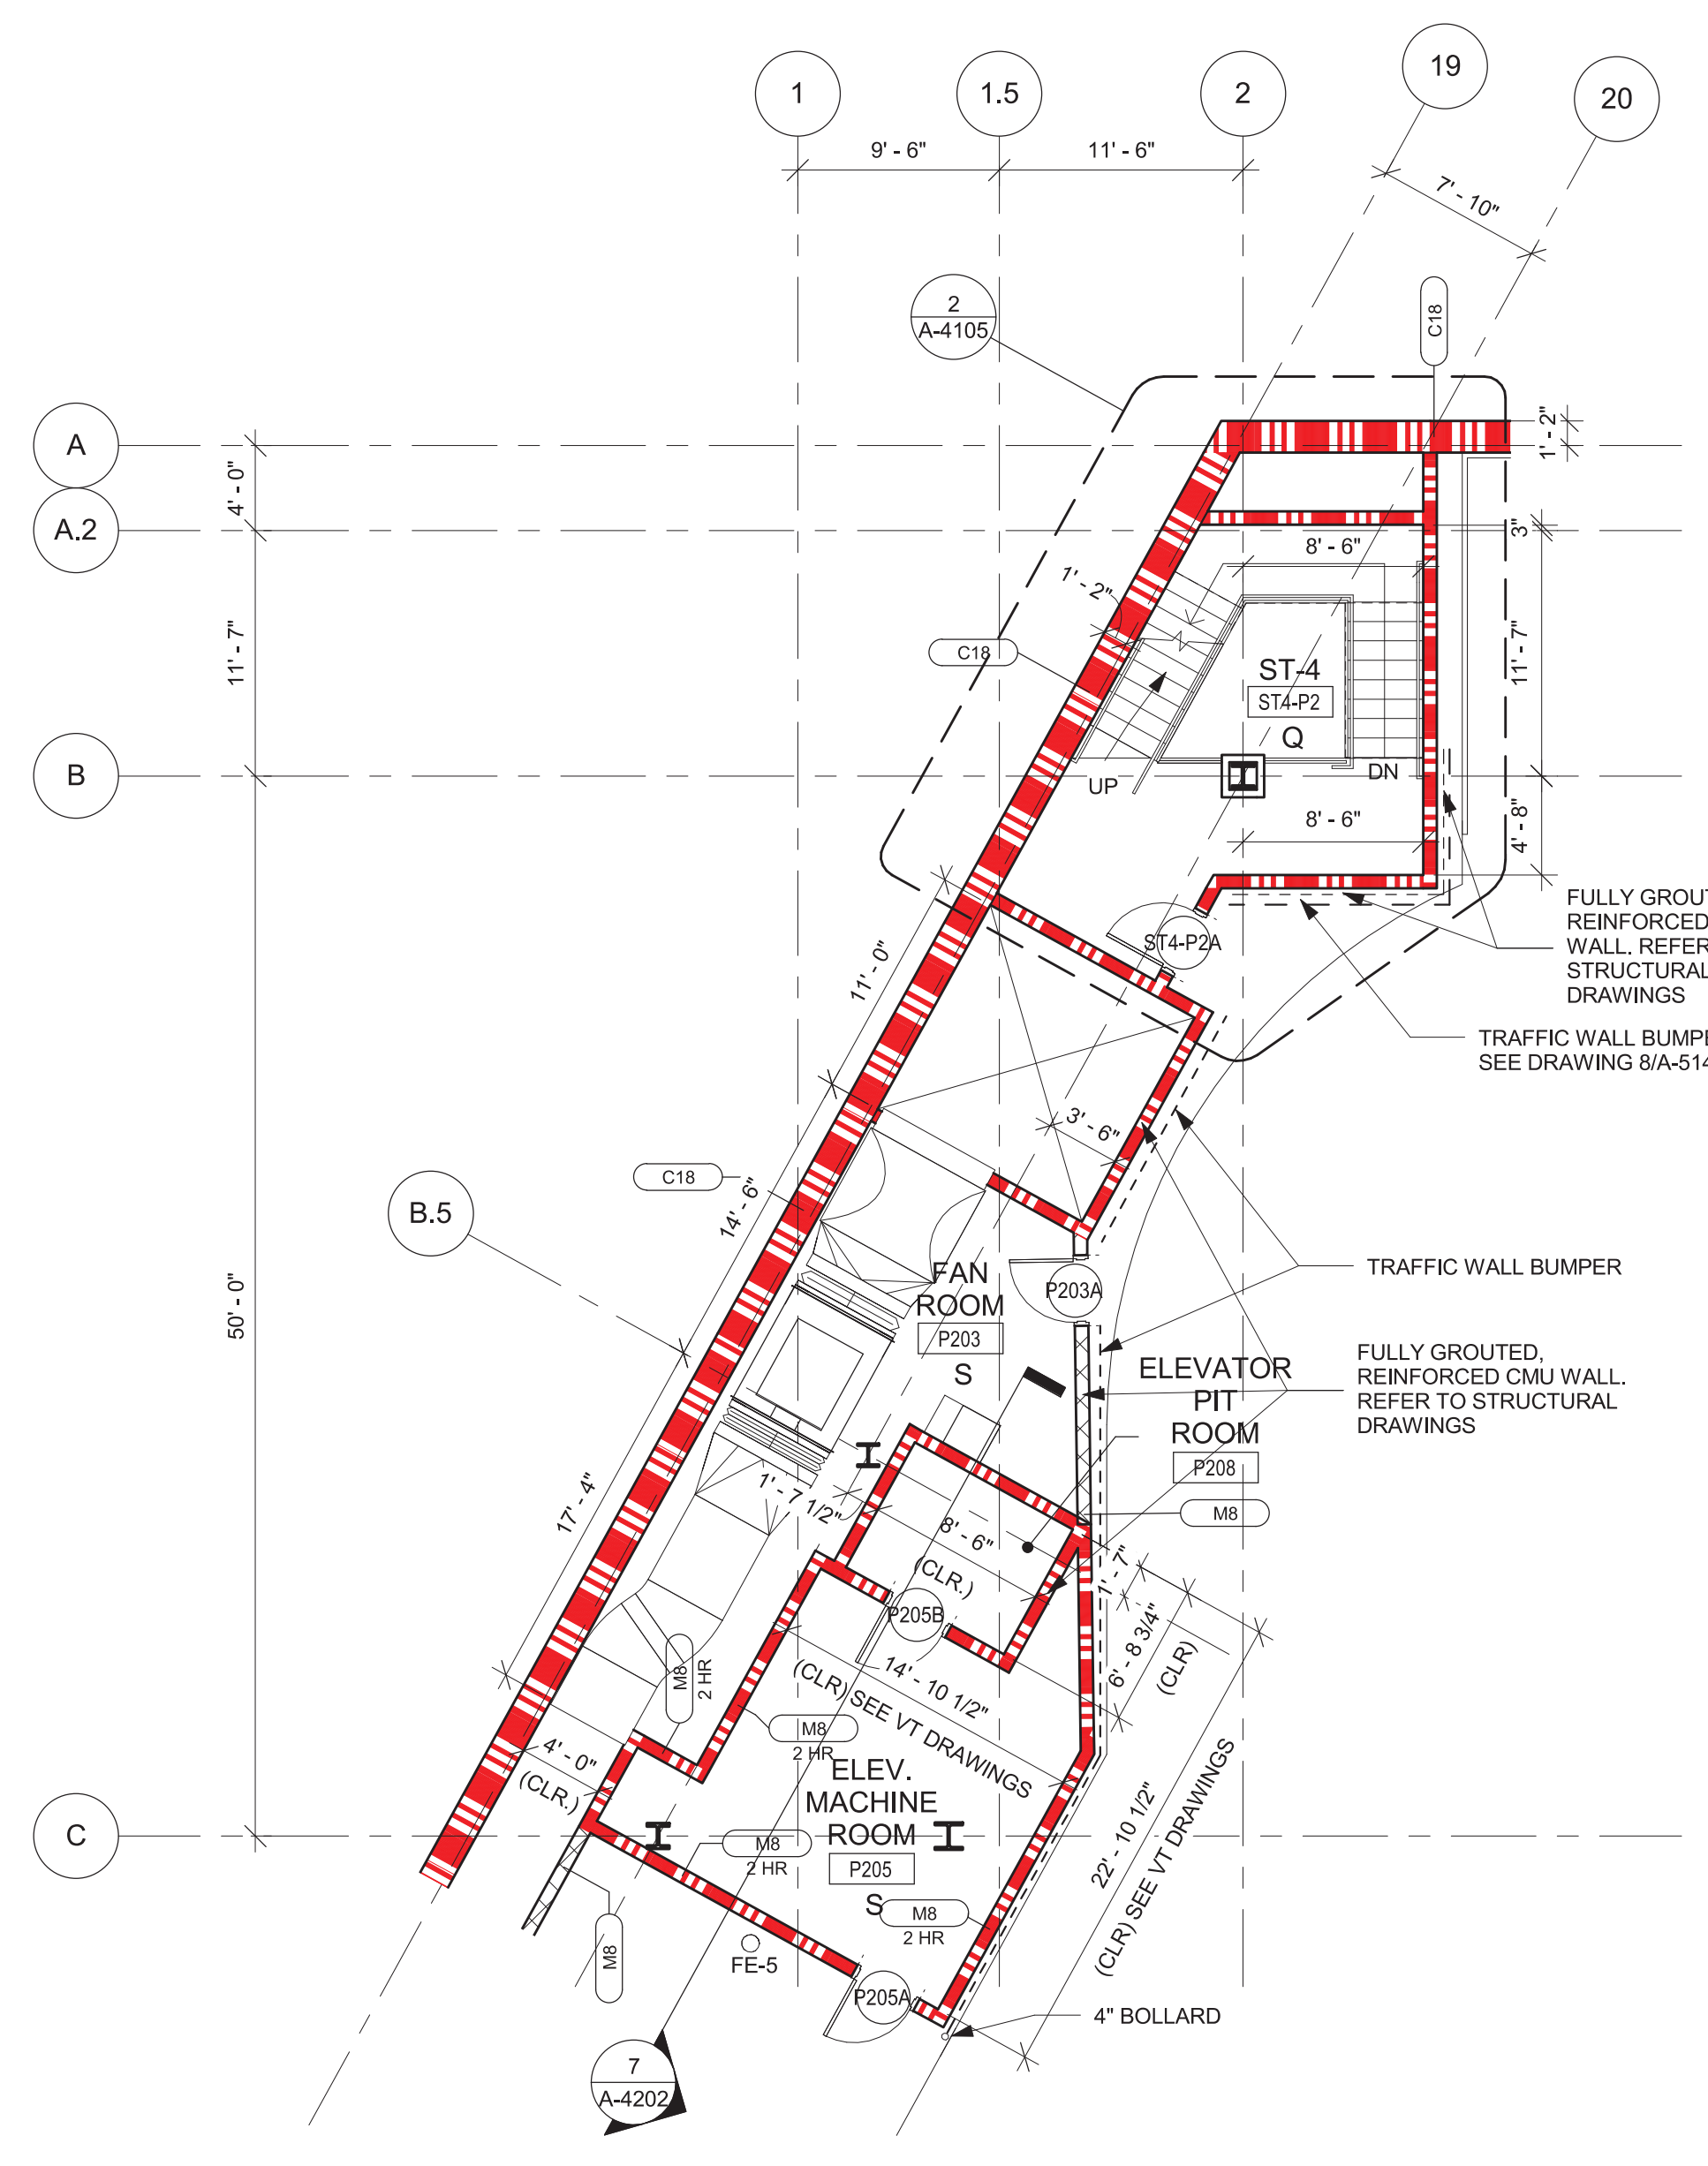 1
1.5
2
19
20
9' - 6"
11' - 6"
7' - 10"
2
A-4105
C18
A
4' - 0"
A.2
11' - 7"
B
50' - 0"
B.5
C
1' - 2"
3"
8' - 6"
11' - 7"
1' - 2"
C18
ST-4
ST4-P2
Q
UP
DN
8' - 6"
4' - 8"
FULLY GROUT
REINFORCED
WALL. REFER
STRUCTURAL
DRAWINGS
ST4-P2A
TRAFFIC WALL BUMPE
SEE DRAWING 8/A-514
11' - 0"
3' - 6"
C18
14' - 6"
FAN
ROOM
P203
S
P203A
TRAFFIC WALL BUMPER
FULLY GROUTED,
REINFORCED CMU WALL.
REFER TO STRUCTURAL
DRAWINGS
ELEVATOR
PIT
ROOM
P208
M8
17' - 4"
1' - 7 1/2"
8' - 6"
(CLR.)
1' - 7"
6' - 8 3/4"
(CLR)
P205B
14' - 10 1/2"
(CLR) SEE VT DRAWINGS
M8
2 HR
M8
2 HR
4' - 0"
(CLR.)
ELEV.
MACHINE
ROOM
P205
S
M8
2 HR
M8
2 HR
22' - 10 1/2"
(CLR) SEE VT DRAWINGS
M8
FE-5
P205A
4" BOLLARD
7
A-4202